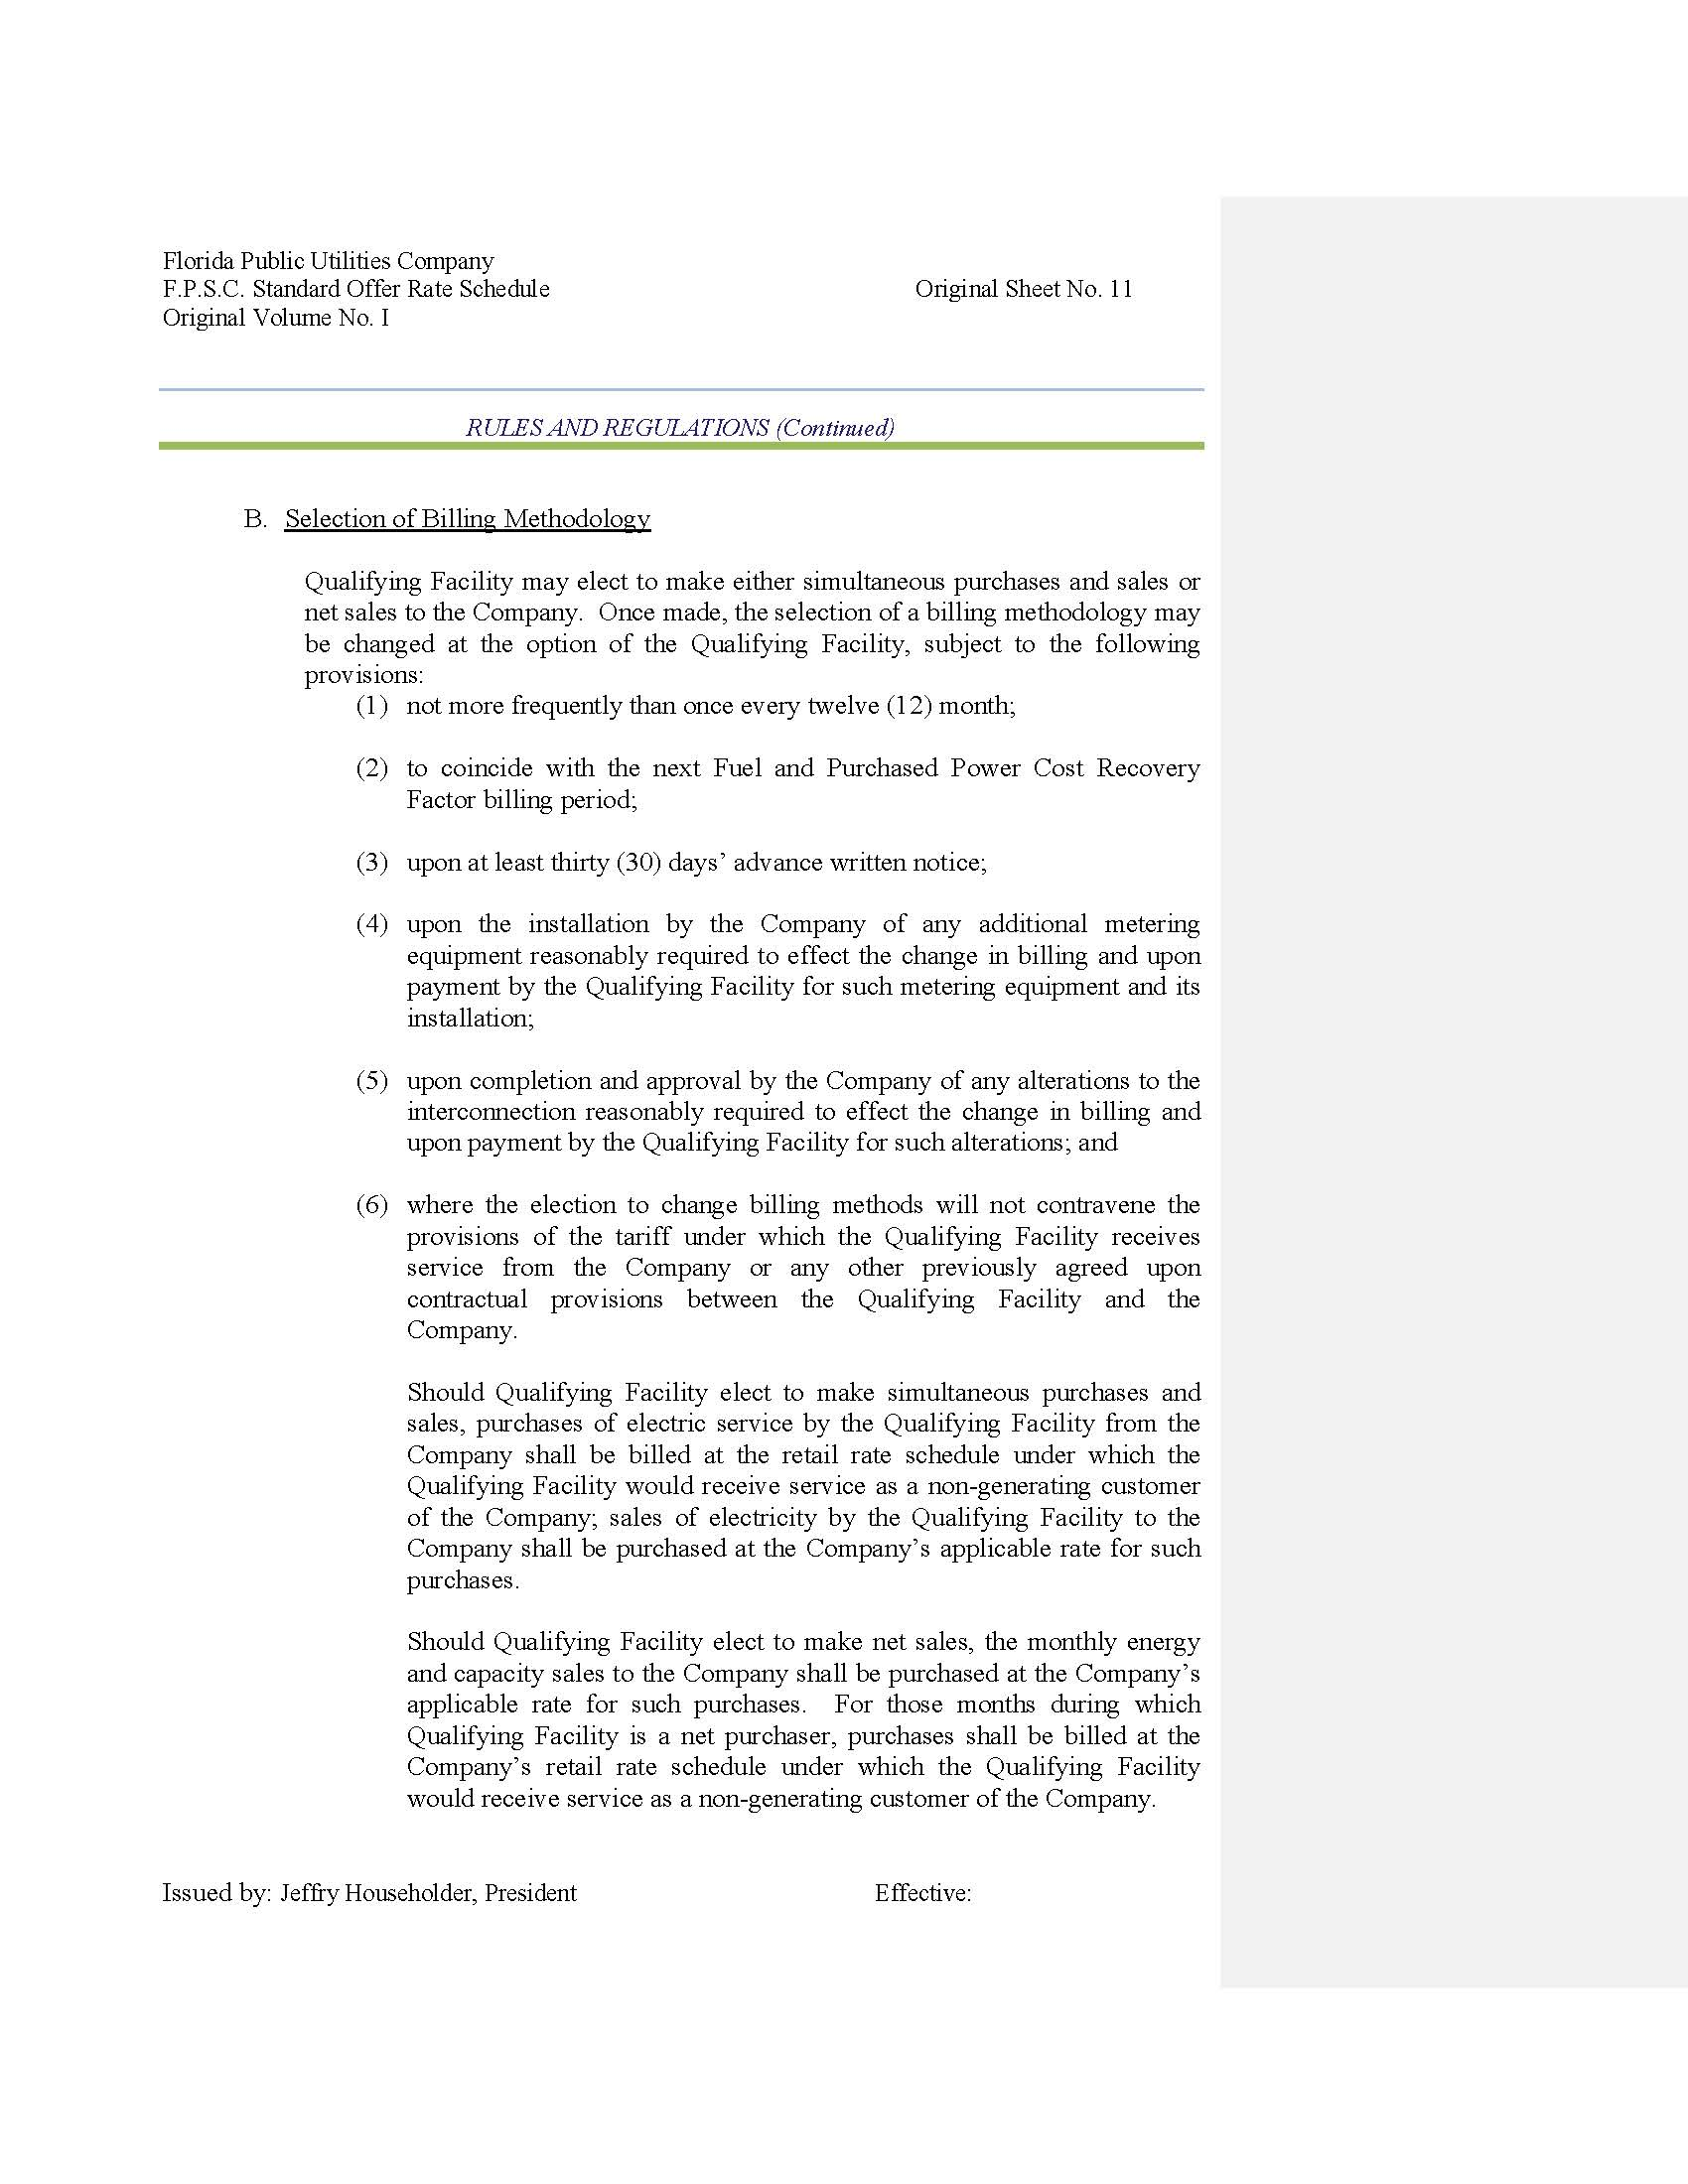 Florida Public Utilities Company
F.P.S.C. Standard Offer Rate Schedule Original Sheet No. 11
Original Volume No. I
RULES AND REGULATIONS (Continued)
B. Selection of Billing Methodology
Qualifying Facility may elect to make either simultaneous purchases and sales or
net sales to the Company. Once made, the selection of a billing methodology may
be changed at the option of the Qualifying Facility, subject to the following
provisions:
(1) not more frequently than once every twelve (12) month;
(2) to coincide with the next Fuel and Purchased Power Cost Recovery
Factor billing period;
(3) upon at least thirty (30) days’ advance written notice;
(4) upon the installation by the Company of any additional metering
equipment reasonably required to effect the change in billing and upon
payment by the Qualifying Facility for such metering equipment and its
installation;
(5) upon completion and approval by the Company of any alterations to the
interconnection reasonably required to effect the change in billing and
upon payment by the Qualifying Facility for such alterations; and
(6) where the election to change billing methods will not contravene the
provisions of the tariff under which the Qualifying Facility receives
service from the Company or any other previously agreed upon
contractual provisions between the Qualifying Facility and the
Company.
Should Qualifying Facility elect to make simultaneous purchases and
sales, purchases of electric service by the Qualifying Facility from the
Company shall be billed at the retail rate schedule under which the
Qualifying Facility would receive service as a non-generating customer
of the Company; sales of electricity by the Qualifying Facility to the
Company shall be purchased at the Company’s applicable rate for such
purchases.
Should Qualifying Facility elect to make net sales, the monthly energy
and capacity sales to the Company shall be purchased at the Company’s
applicable rate for such purchases. For those months during which
Qualifying Facility is a net purchaser, purchases shall be billed at the
Company’s retail rate schedule under which the Qualifying Facility
would receive service as a non-generating customer of the Company.
Issued by: Jeffry Householder, President Effective: